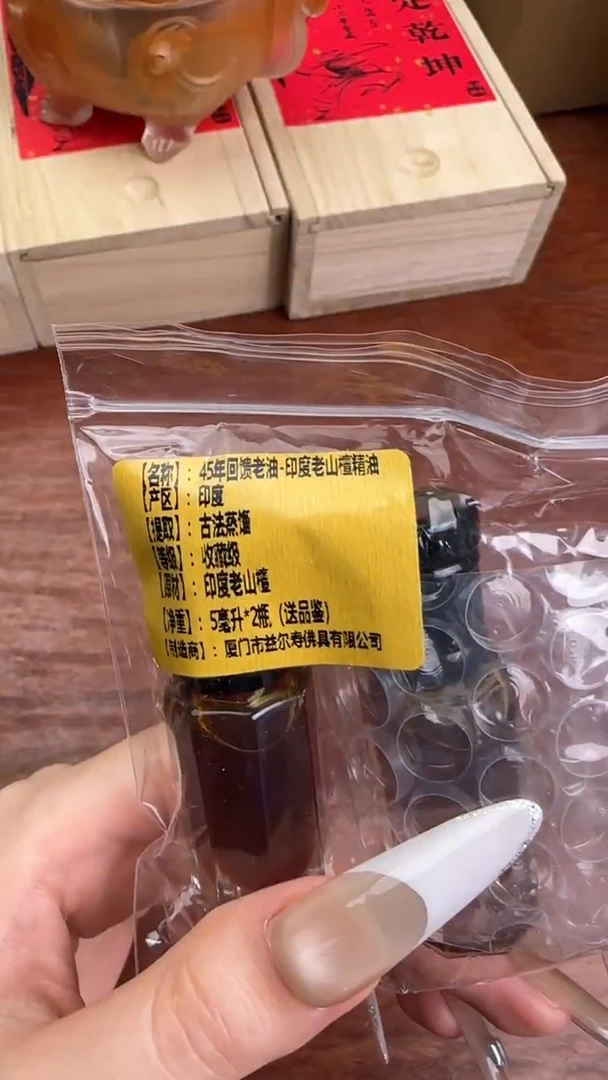 乾
坤
【名称】：45年回馈老油-印度老山檀精油
【产区】：印度
【提取】：古法蒸馏
【等级】：收藏级
【原材】：印度老山檀
【净重】：5毫升*2瓶（送品鉴）
【制造商】：厦门市益尔寿佛具有限公司